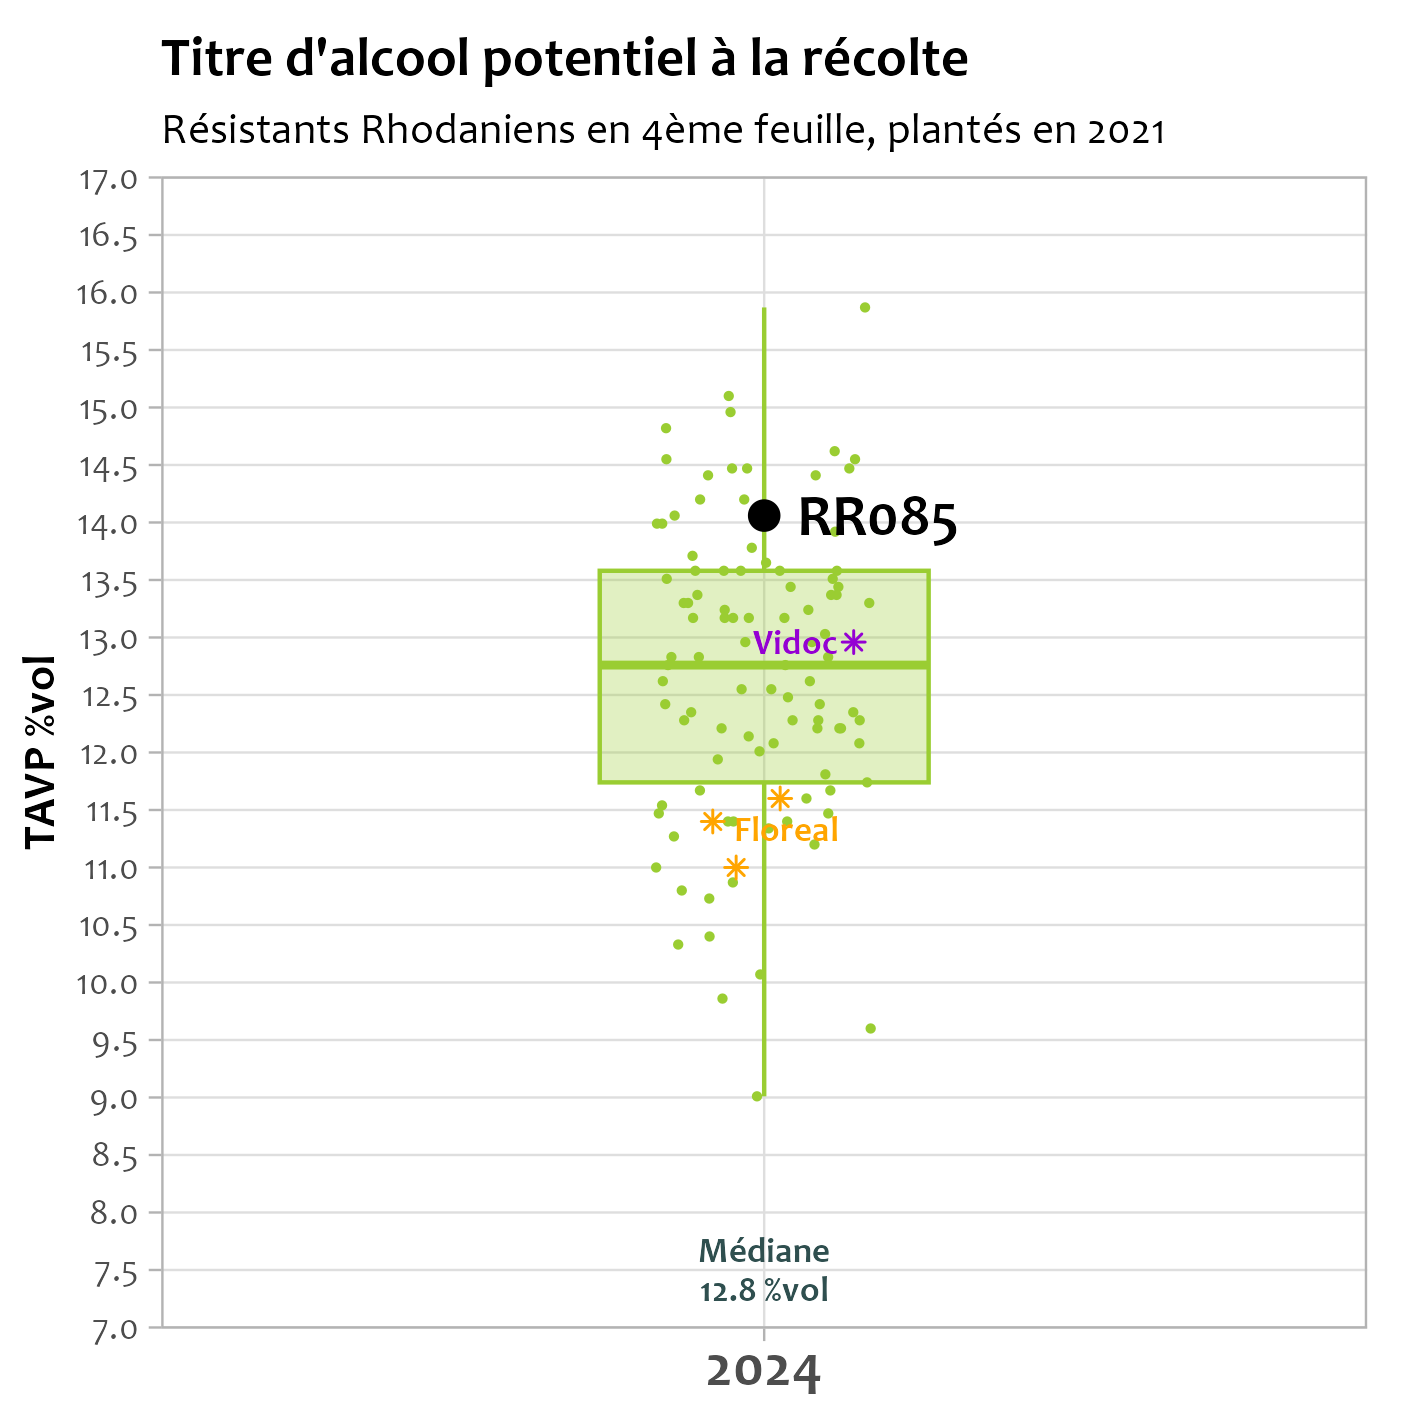 Titre d'alcool potentiel à la récolte
Résistants Rhodaniens en 4ème feuille, plantés en 2021
17.0
16.5
16.0
15.5
15.0
14.5
14.0
13.5
13.0
12.5
12.0
11.5
11.0
10.5
10.0
9.5
9.0
8.5
8.0
7.5
7.0
TAVP %vol
RR085
Vidoc
Floreal
Médiane
12.8 %vol
2024